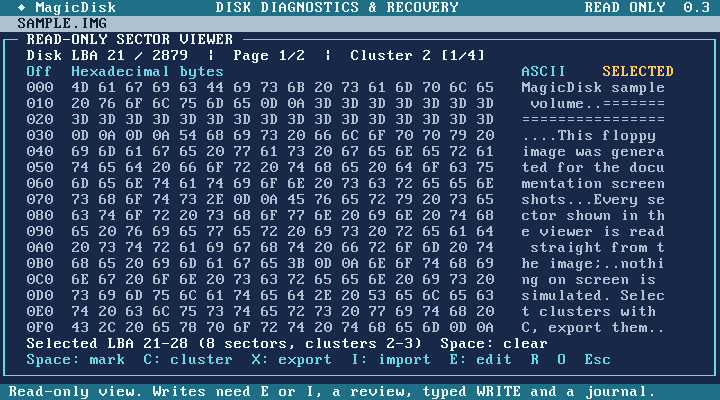 ◆ MagicDisk DISK DIAGNOSTICS & RECOVERY READ ONLY 0.3
SAMPLE.IMG
READ-ONLY SECTOR VIEWER
Disk LBA 21 / 2879 | Page 1/2 | Cluster 2 [1/4]
Off Hexadecimal bytes ASCII SELECTED
000 4D 61 67 69 63 44 69 73 6B 20 73 61 6D 70 6C 65 MagicDisk sample
010 20 76 6F 6C 75 6D 65 0D 0A 3D 3D 3D 3D 3D 3D 3D volume..=======
020 3D 3D 3D 3D 3D 3D 3D 3D 3D 3D 3D 3D 3D 3D 3D 3D ================
030 0D 0A 0D 0A 54 68 69 73 20 66 6C 6F 70 70 79 20 ....This floppy
040 69 6D 61 67 65 20 77 61 73 20 67 65 6E 65 72 61 image was genera
050 74 65 64 20 66 6F 72 20 74 68 65 20 64 6F 63 75 ted for the docu
060 6D 65 6E 74 61 74 69 6F 6E 20 73 63 72 65 65 6E mentation screen
070 73 68 6F 74 73 2E 0D 0A 45 76 65 72 79 20 73 65 shots...Every se
080 63 74 6F 72 20 73 68 6F 77 6E 20 69 6E 20 74 68 ctor shown in th
090 65 20 76 69 65 77 65 72 20 69 73 20 72 65 61 64 e viewer is read
0A0 20 73 74 72 61 69 67 68 74 20 66 72 6F 6D 20 74 straight from t
0B0 68 65 20 69 6D 61 67 65 3B 0D 0A 6E 6F 74 68 69 he image;..nothi
0C0 6E 67 20 6F 6E 20 73 63 72 65 65 6E 20 69 73 20 ng on screen is
0D0 73 69 6D 75 6C 61 74 65 64 2E 20 53 65 6C 65 63 simulated. Selec
0E0 74 20 63 6C 75 73 74 65 72 73 20 77 69 74 68 20 t clusters with
0F0 43 2C 20 65 78 70 6F 72 74 20 74 68 65 6D 0D 0A C, export them..
Selected LBA 21-28 (8 sectors, clusters 2-3) Space: clear
Space: mark C: cluster X: export I: import E: edit R O Esc
Read-only view. Writes need E or I, a review, typed WRITE and a journal.